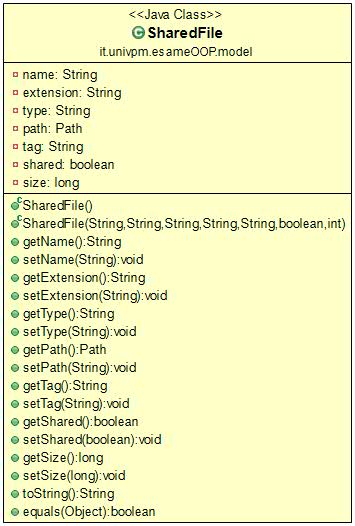 <<Java Class>>
SharedFile
it.univpm.esameOOP.model
name: String
extension: String
type: String
path: Path
tag: String
shared: boolean
size: long
SharedFile()
SharedFile(String,String,String,String,String,boolean,int)
getName():String
setName(String):void
getExtension():String
setExtension(String):void
getType():String
setType(String):void
getPath():Path
setPath(String):void
getTag():String
setTag(String):void
getShared():boolean
setShared(boolean):void
getSize():long
setSize(long):void
toString():String
equals(Object):boolean